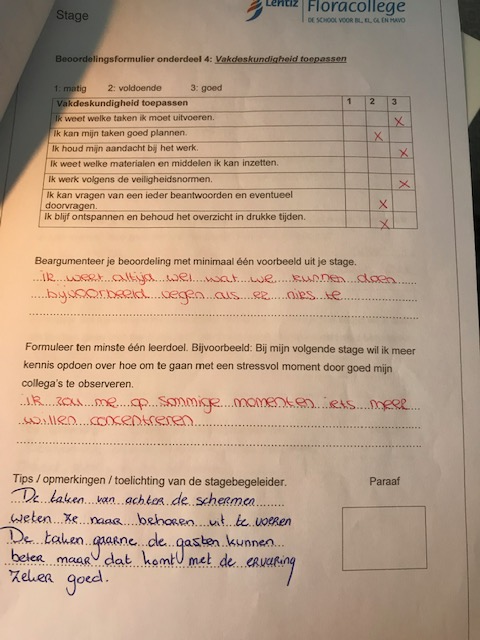 Stage
Lentiz Floracollege
DE SCHOOL VOOR BL, KL, GL EN MAVO
Beoordelingsformulier onderdeel 4: Vakdeskundigheid toepassen
1: matig 2: voldoende 3: goed
Vakdeskundigheid toepassen 1 2 3
Ik weet welke taken ik moet uitvoeren. X
Ik kan mijn taken goed plannen. X
Ik houd mijn aandacht bij het werk. X
Ik weet welke materialen en middelen ik kan inzetten.
Ik werk volgens de veiligheidsnormen. X
Ik kan vragen van een ieder beantwoorden en eventueel
doorvragen. X
Ik blijf ontspannen en behoud het overzicht in drukke tijden. X
Beargumenteer je beoordeling met minimaal één voorbeeld uit je stage.
ik weet altijd wel wat we kunnen doen
bijvoorbeeld vegen als er niks te
Formuleer ten minste één leerdoel. Bijvoorbeeld: Bij mijn volgende stage wil ik meer
kennis opdoen over hoe om te gaan met een stressvol moment door goed mijn
collega's te observeren.
ik zou me op sommige momenten iets meer
willen concentreren
Tips / opmerkingen / toelichting van de stagebegeleider. Paraaf
De taken van achter de schermen
weten ze naar behoren uit te voeren
De taken de gasten kunnen
beter maar dat komt met de ervaring
zeker goed.